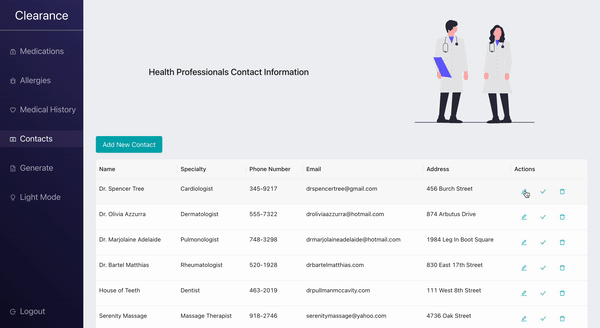 Clearance
Medications
Allergies
Medical History
Contacts
Generate
Light Mode
Logout
Health Professionals Contact Information
Add New Contact
Name Specialty Phone Number Email Address Actions
Dr. Spencer Tree Cardiologist 345-9217 drspencertree@gmail.com 456 Burch Street
Dr. Olivia Azzurra Dermatologist 555-7322 droliviaazzurra@hotmail.com 874 Arbutus Drive
Dr. Marjolaine Adelaide Pulmonologist 748-3298 drmarjolaineadelaide@hotmail.com 1984 Leg In Boot Square
Dr. Bartel Matthias Rheumatologist 520-1928 drbartelmatthias.com 830 East 17th Street
House of Teeth Dentist 463-2019 drpullmanmccavity.com 111 West 8th Street
Serenity Massage Massage Therapist 918-2746 serenitymassage@yahoo.com 4736 Oak Street